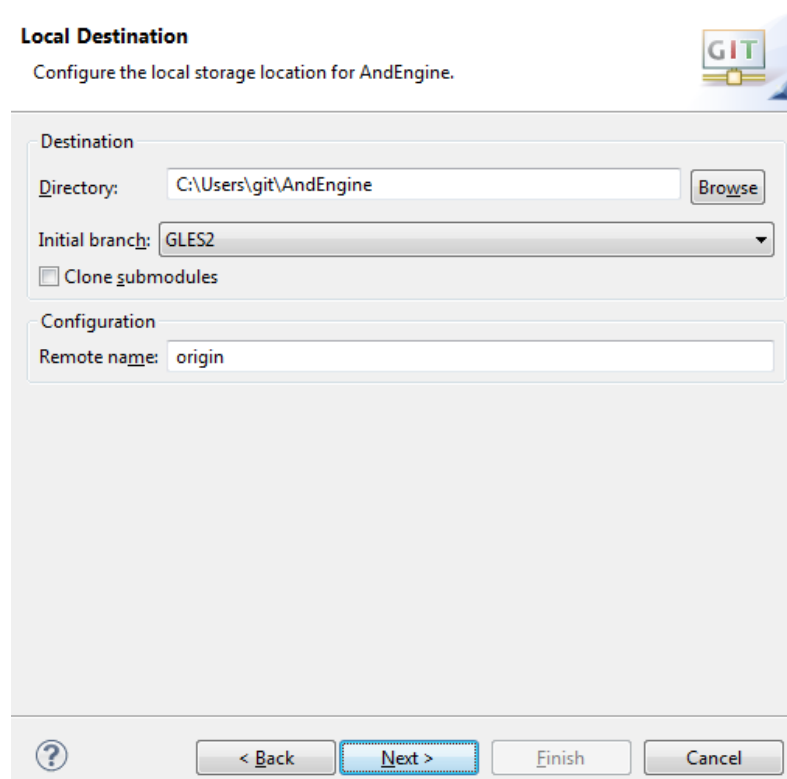 Local Destination
Configure the local storage location for AndEngine.
GIT
Destination
Directory: C:\Users\git\AndEngine Browse
Initial branch: GLES2
Clone submodules
Configuration
Remote name: origin
? < Back Next > Finish Cancel